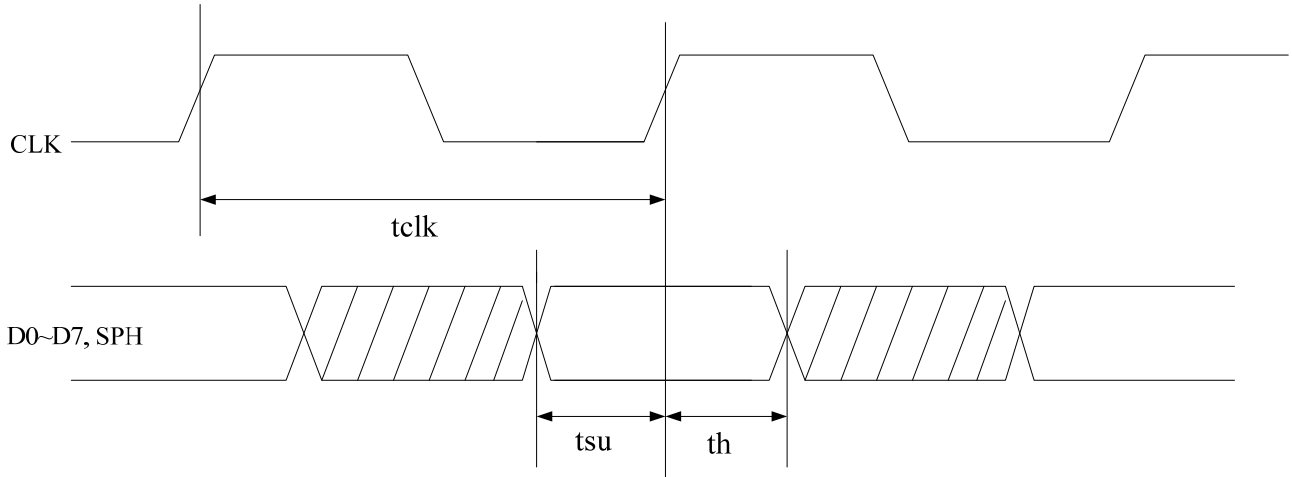 CLK
tclk
D0~D7, SPH
tsu
th